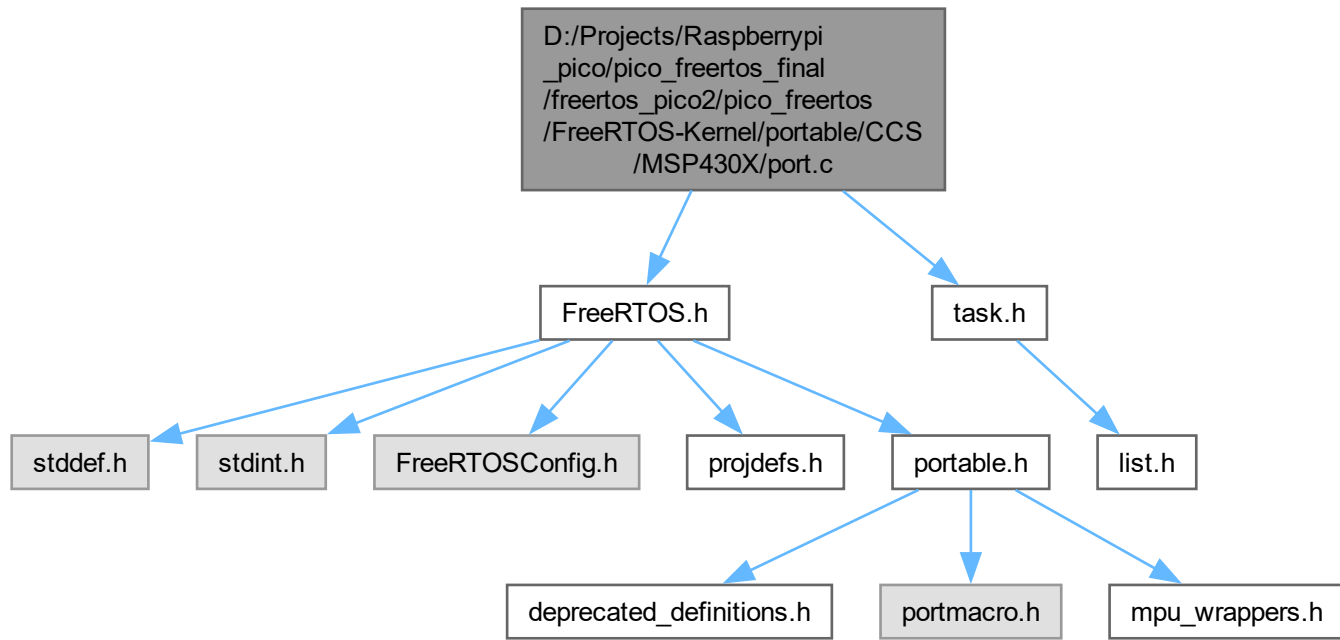 D:/Projects/Raspberrypi
_pico/pico_freertos_final
/freertos_pico2/pico_freertos
/FreeRTOS-Kernel/portable/CCS
/MSP430X/port.c
FreeRTOS.h
task.h
stddef.h
stdint.h
FreeRTOSConfig.h
projdefs.h
portable.h
list.h
deprecated_definitions.h
portmacro.h
mpu_wrappers.h